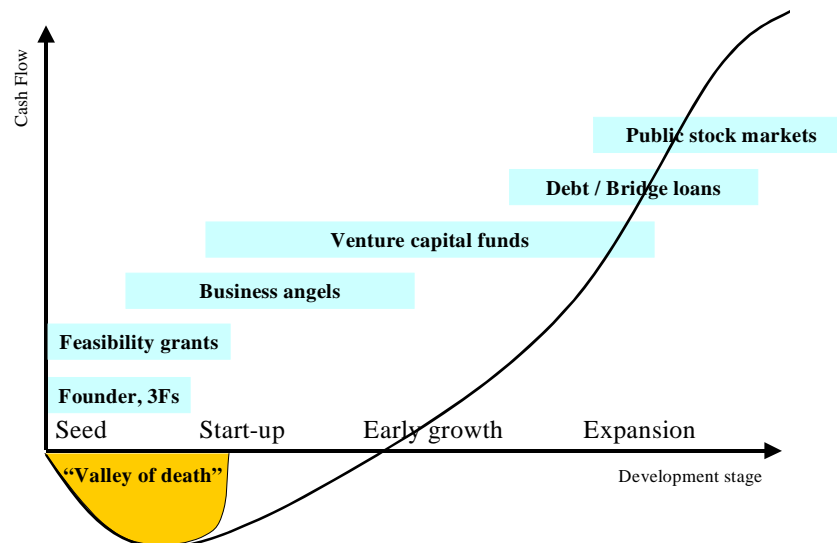 Cash Flow
Public stock markets
Debt / Bridge loans
Venture capital funds
Business angels
Feasibility grants
Founder, 3Fs
Seed Start-up Early growth Expansion
“Valley of death”
Development stage